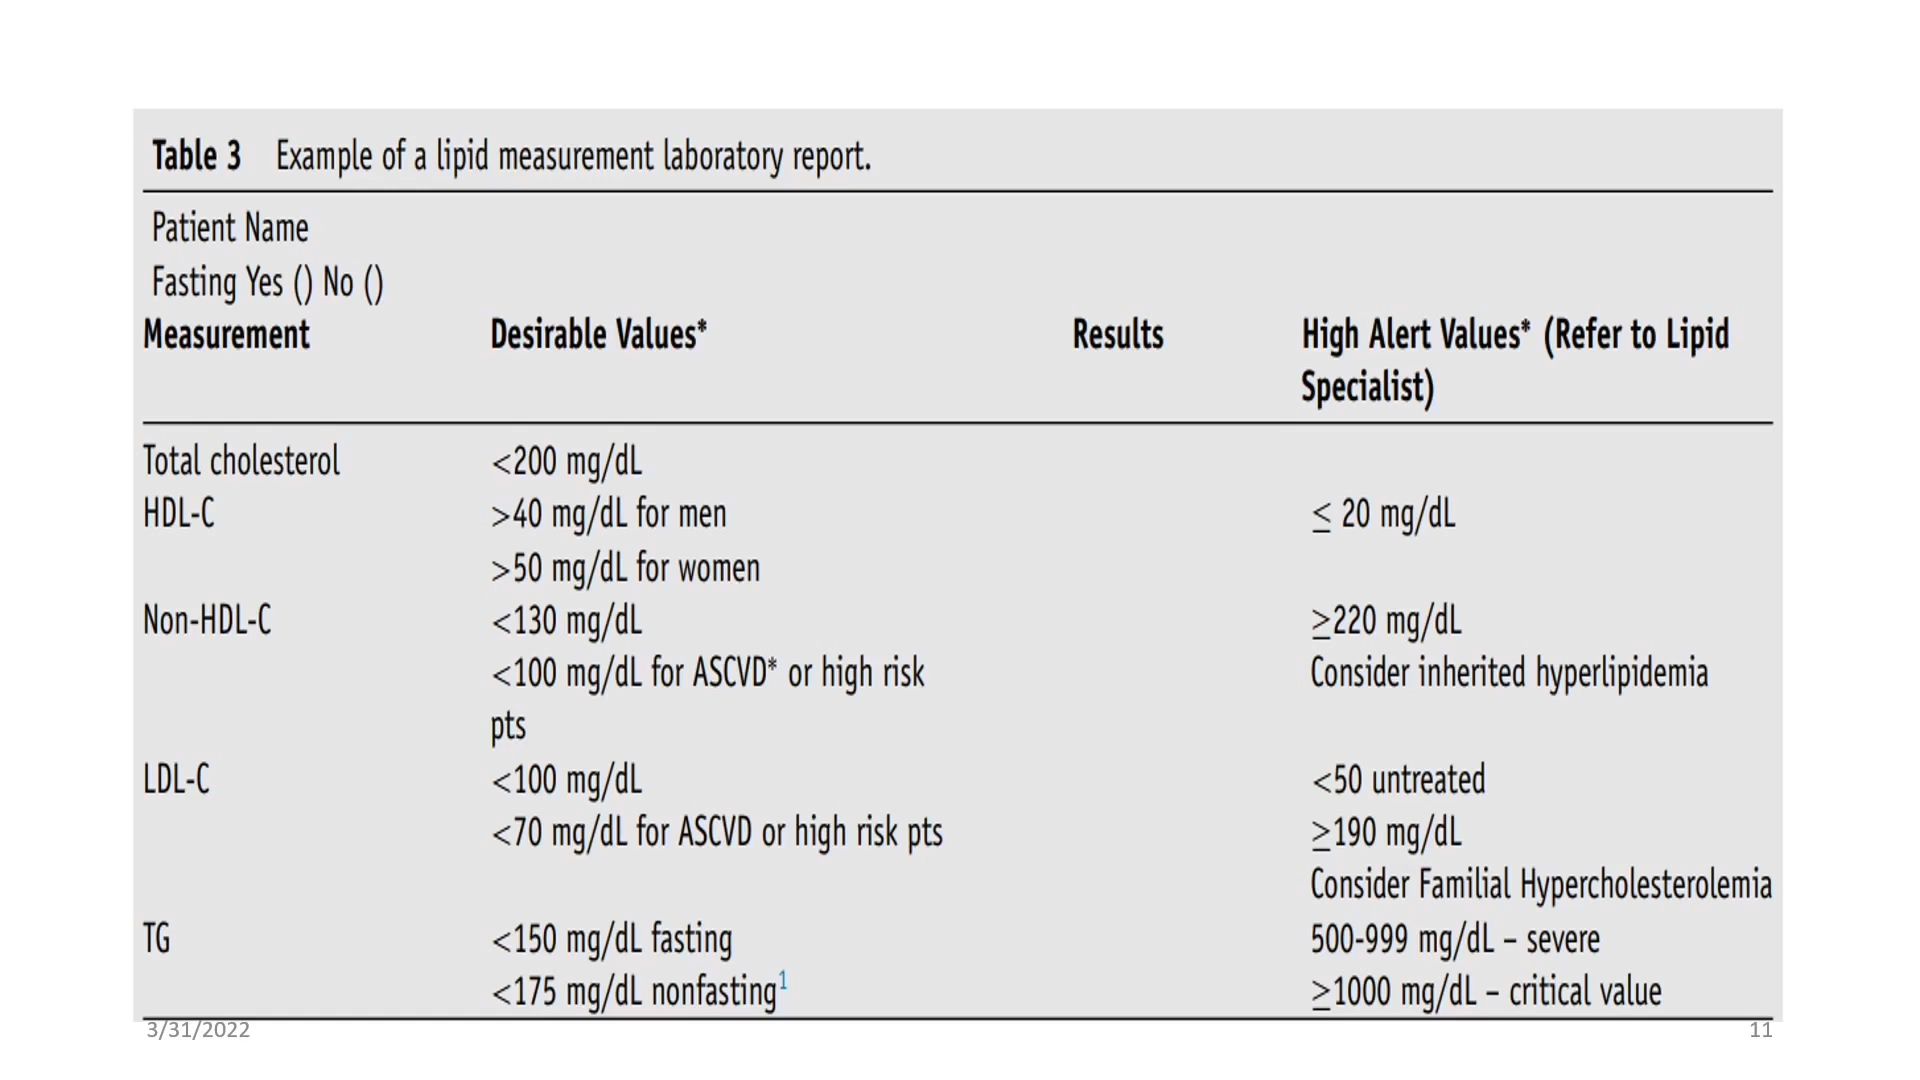 Table 3 Example of a lipid measurement laboratory report.
Patient Name
Fasting Yes () No ()
Measurement Desirable Values* Results High Alert Values* (Refer to Lipid
Specialist)
Total cholesterol <200 mg/dL
HDL-C >40 mg/dL for men ≤ 20 mg/dL
>50 mg/dL for women
Non-HDL-C <130 mg/dL ≥220 mg/dL
<100 mg/dL for ASCVD* or high risk Consider inherited hyperlipidemia
pts
LDL-C <100 mg/dL <50 untreated
<70 mg/dL for ASCVD or high risk pts ≥190 mg/dL
Consider Familial Hypercholesterolemia
TG <150 mg/dL fasting 500-999 mg/dL – severe
<175 mg/dL nonfasting¹ ≥1000 mg/dL – critical value
3/31/2022 11